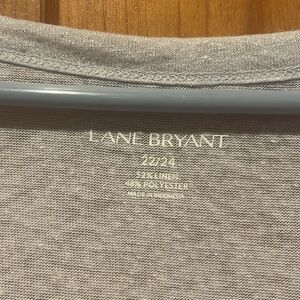 LANE BRYANT
22/24
52% LINEN
48% POLYESTER
MADE IN INDONESIA